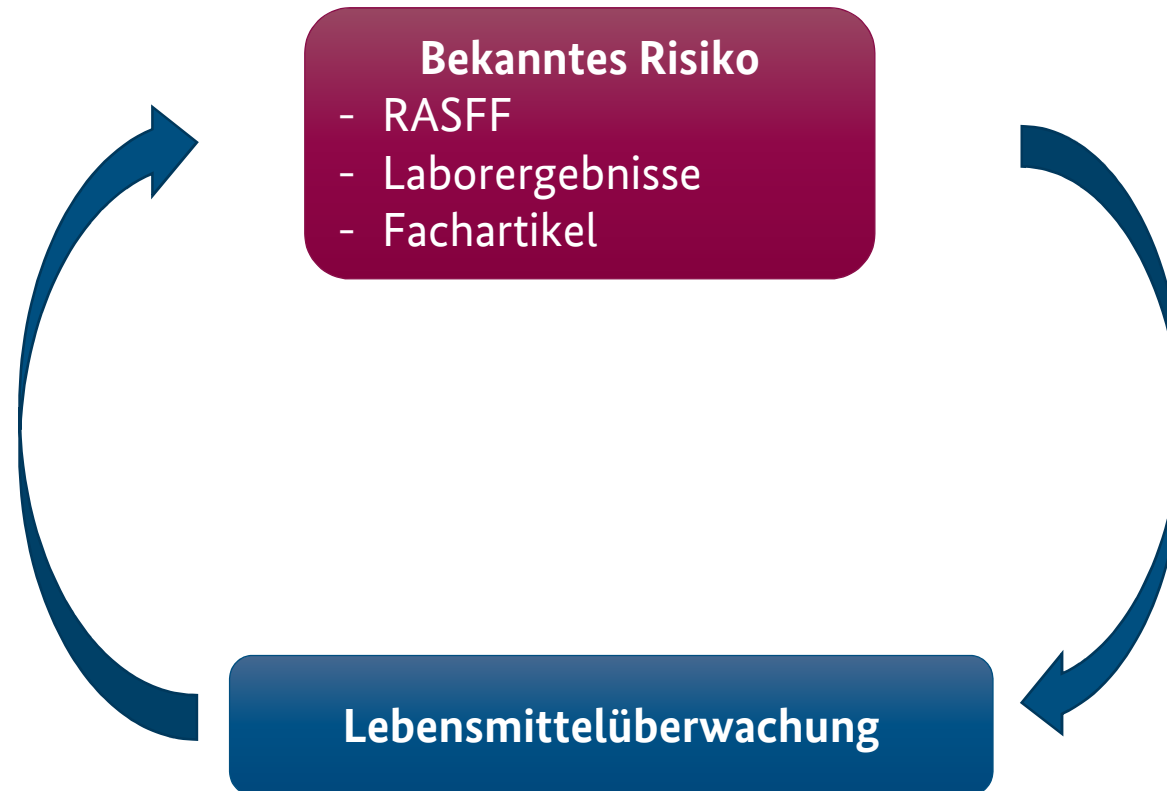 Bekanntes Risiko
- RASFF
- Laborergebnisse
- Fachartikel
Lebensmittelüberwachung